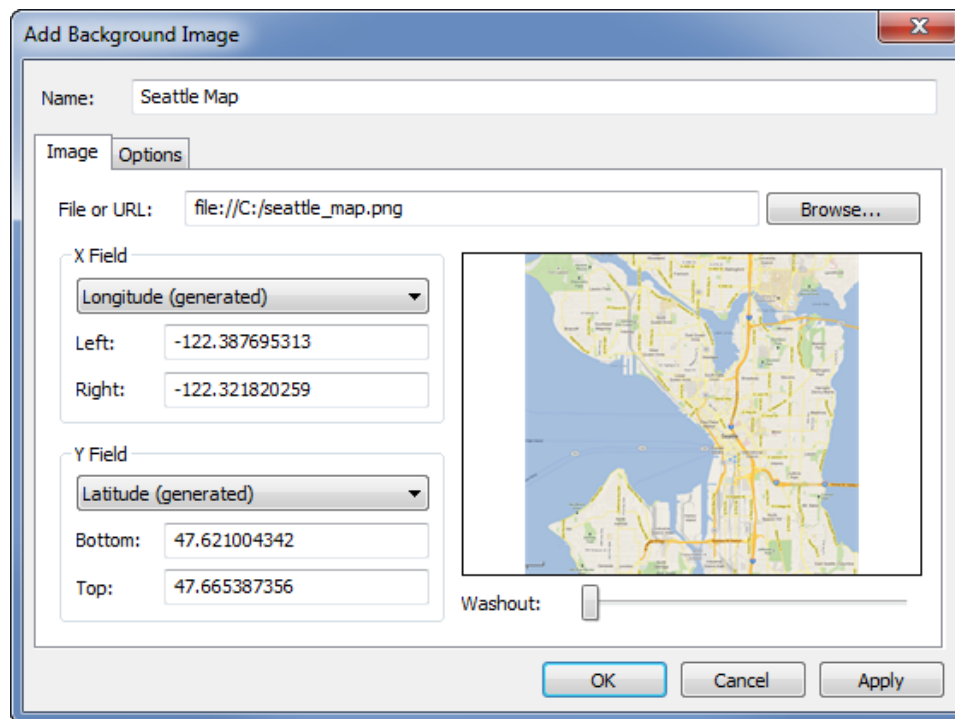 Add Background Image
Name: Seattle Map
Image Options
File or URL: file://C:/seattle_map.png Browse...
X Field
Longitude (generated)
Left: -122.387695313
Right: -122.321820259
Y Field
Latitude (generated)
Bottom: 47.621004342
Top: 47.665387356
Seattle
Washout:
OK Cancel Apply